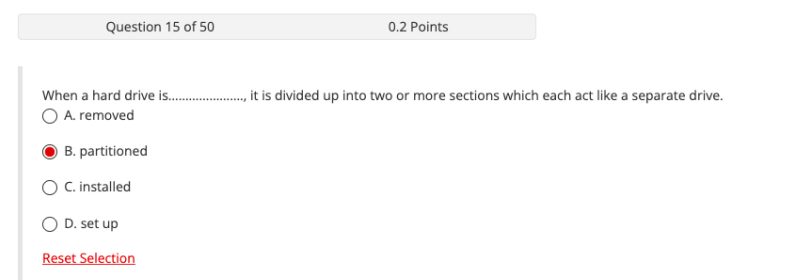 Question 15 of 50 0.2 Points
When a hard drive is......................., it is divided up into two or more sections which each act like a separate drive.
A. removed
B. partitioned
C. installed
D. set up
Reset Selection